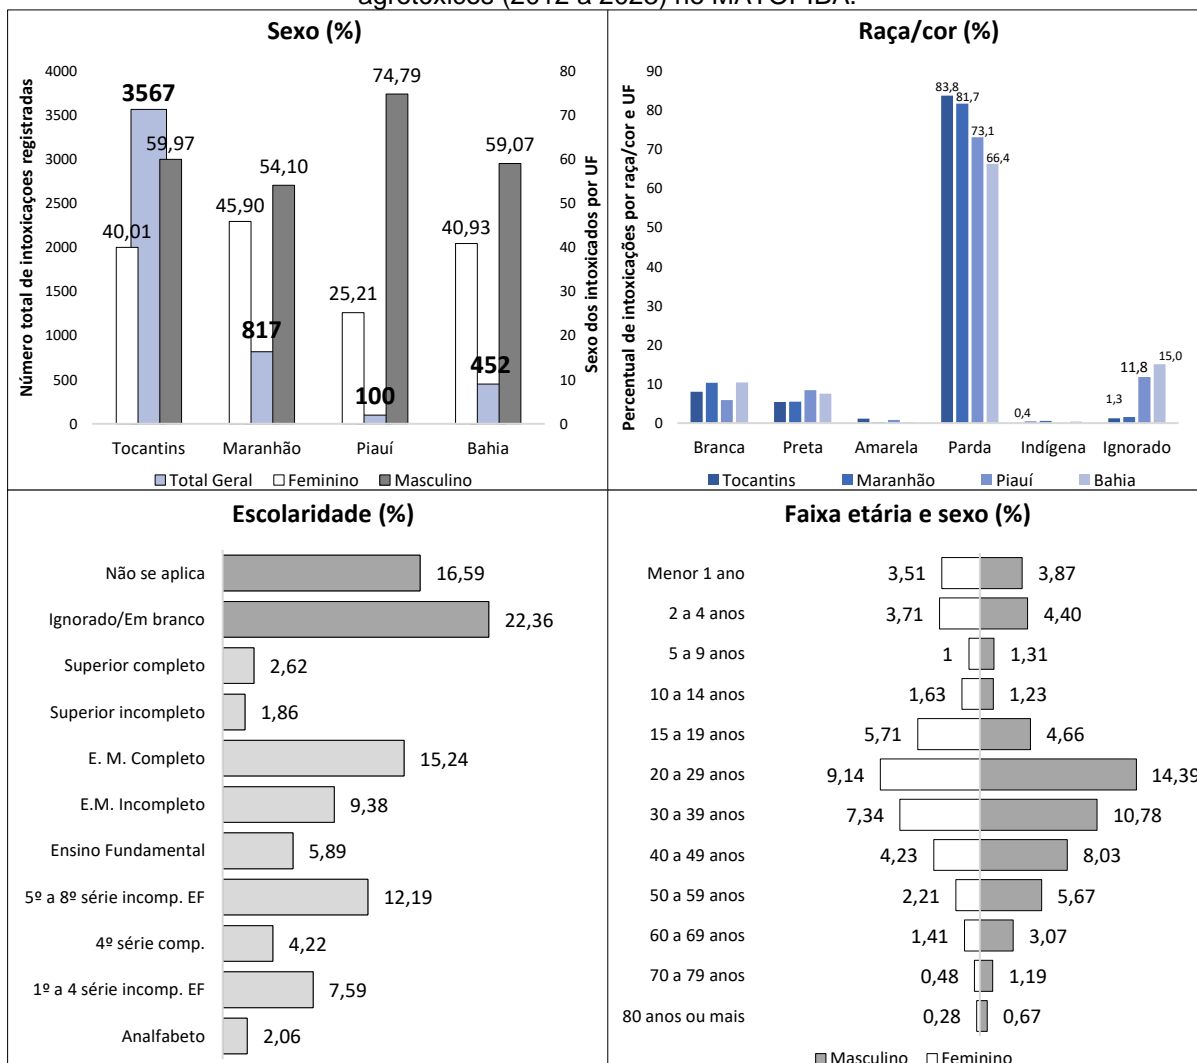 Sexo (%)
Número total de intoxicaçoes registradas
4000
3500
3000
2500
2000
1500
1000
500
0
80
70
60
50
40
30
20
10
0
Sexo dos intoxicados por UF
40,01
3567
59,97
45,90
817
54,10
25,21
100
74,79
40,93
452
59,07
Tocantins
Maranhão
Piauí
Bahia
Total Geral
Feminino
Masculino
Raça/cor (%)
Percentual de intoxicações por raça/cor e UF
90
80
70
60
50
40
30
20
10
0
83,8
81,7
73,1
66,4
0,4
1,3
11,8
15,0
Branca
Preta
Amarela
Parda
Indígena
Ignorado
Tocantins
Maranhão
Piauí
Bahia
Escolaridade (%)
Não se aplica 16,59
Ignorado/Em branco 22,36
Superior completo 2,62
Superior incompleto 1,86
E. M. Completo 15,24
E.M. Incompleto 9,38
Ensino Fundamental 5,89
5º a 8º série incomp. EF 12,19
4º série comp. 4,22
1º a 4 série incomp. EF 7,59
Analfabeto 2,06
Faixa etária e sexo (%)
Menor 1 ano 3,51 3,87
2 a 4 anos 3,71 4,40
5 a 9 anos 1 1,31
10 a 14 anos 1,63 1,23
15 a 19 anos 5,71 4,66
20 a 29 anos 9,14 14,39
30 a 39 anos 7,34 10,78
40 a 49 anos 4,23 8,03
50 a 59 anos 2,21 5,67
60 a 69 anos 1,41 3,07
70 a 79 anos 0,48 1,19
80 anos ou mais 0,28 0,67
Masculino
Feminino